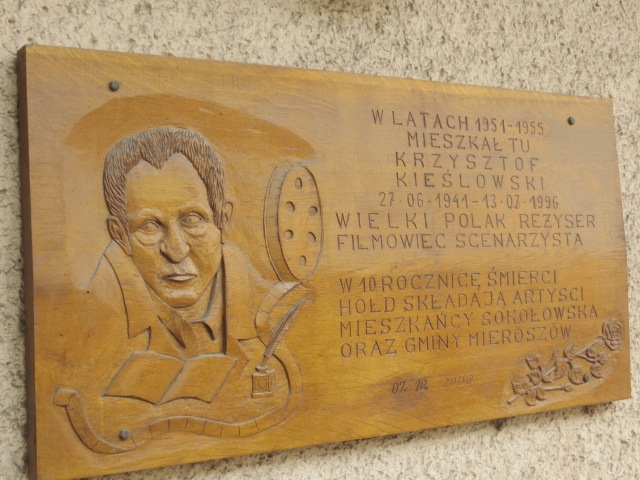 W LATACH 1951-1955
MIESZKAŁ TU
KRZYSZTOF
KIEŚLOWSKI
27·06·1941-13·07·1996
WIELKI POLAK REŻYSER
FILMOWIEC SCENARZYSTA
W 10 ROCZNICĘ ŚMIERCI
HOŁD SKŁADAJĄ ARTYŚCI
MIESZKAŃCY SOKOŁOWSKA
ORAZ GMINY MIEROSZÓW